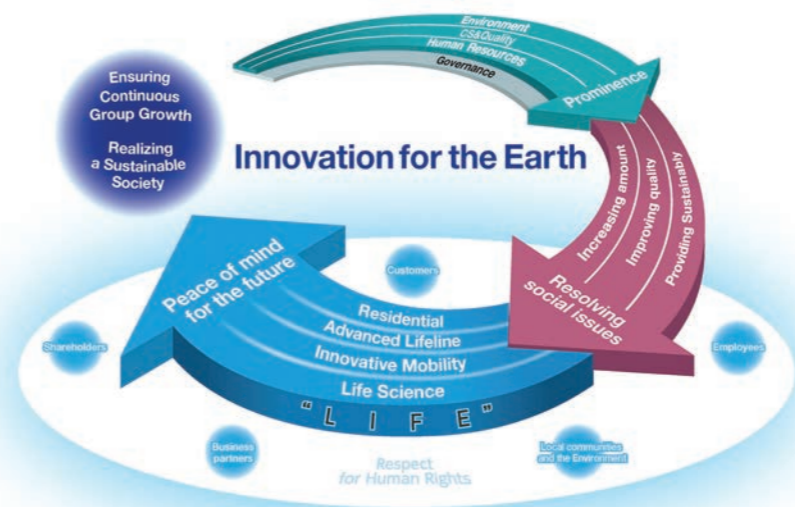 Environment
CS&Quality
Human Resources
Governance
Prominence
Ensuring
Continuous
Group Growth
Realizing
a Sustainable
Society
Innovation for the Earth
Increasing amount
Improving quality
Providing Sustainably
Resolving
social issues
Peace of mind
for the future
Customers
Residential
Advanced Lifeline
Innovative Mobility
Life Science
"LIFE"
Shareholders
Employees
Business
partners
Local communities
and the Environment
Respect
for Human Rights